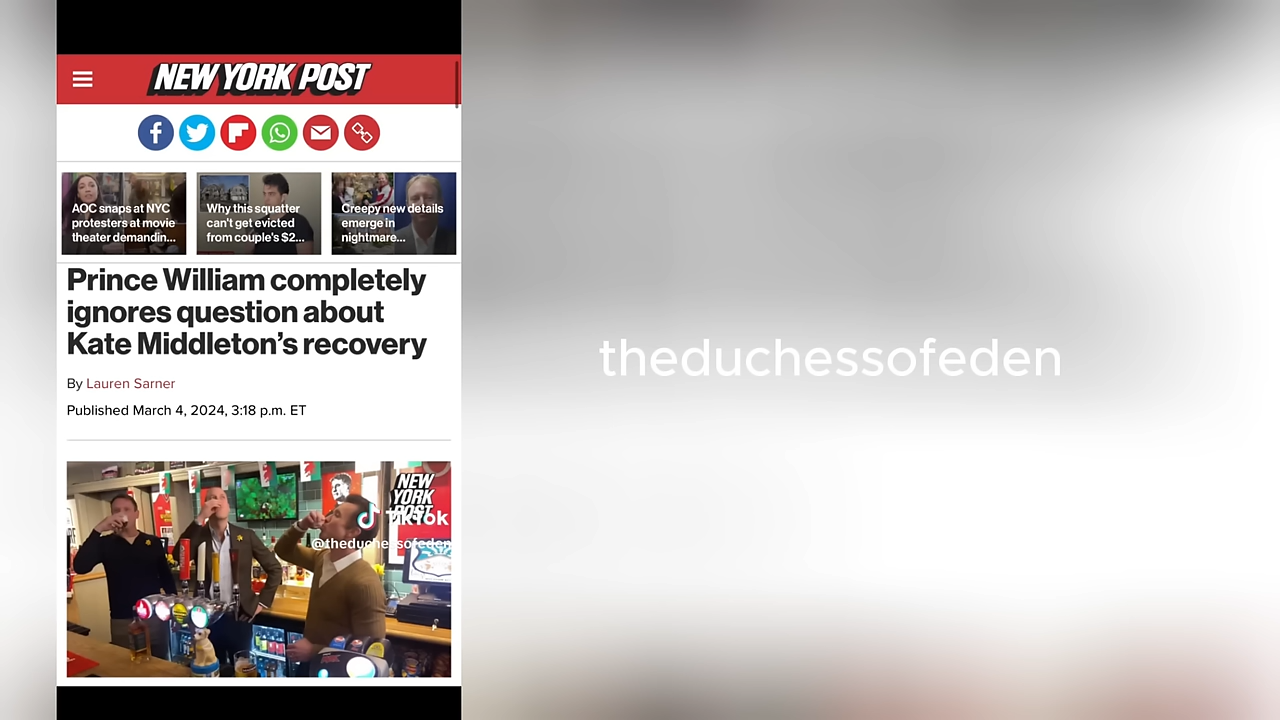 NEW YORK POST
AOC snaps at NYC
protesters at movie
theater demandin...
Why this squatter
can't get evicted
from couple's $2...
Creepy new details
emerge in
nightmare...
Prince William completely
ignores question about
Kate Middleton's recovery
By Lauren Sarner
Published March 4, 2024, 3:18 p.m. ET
NEW
YORK
POST
TikTok
@theduchessofeden
theduchessofeden